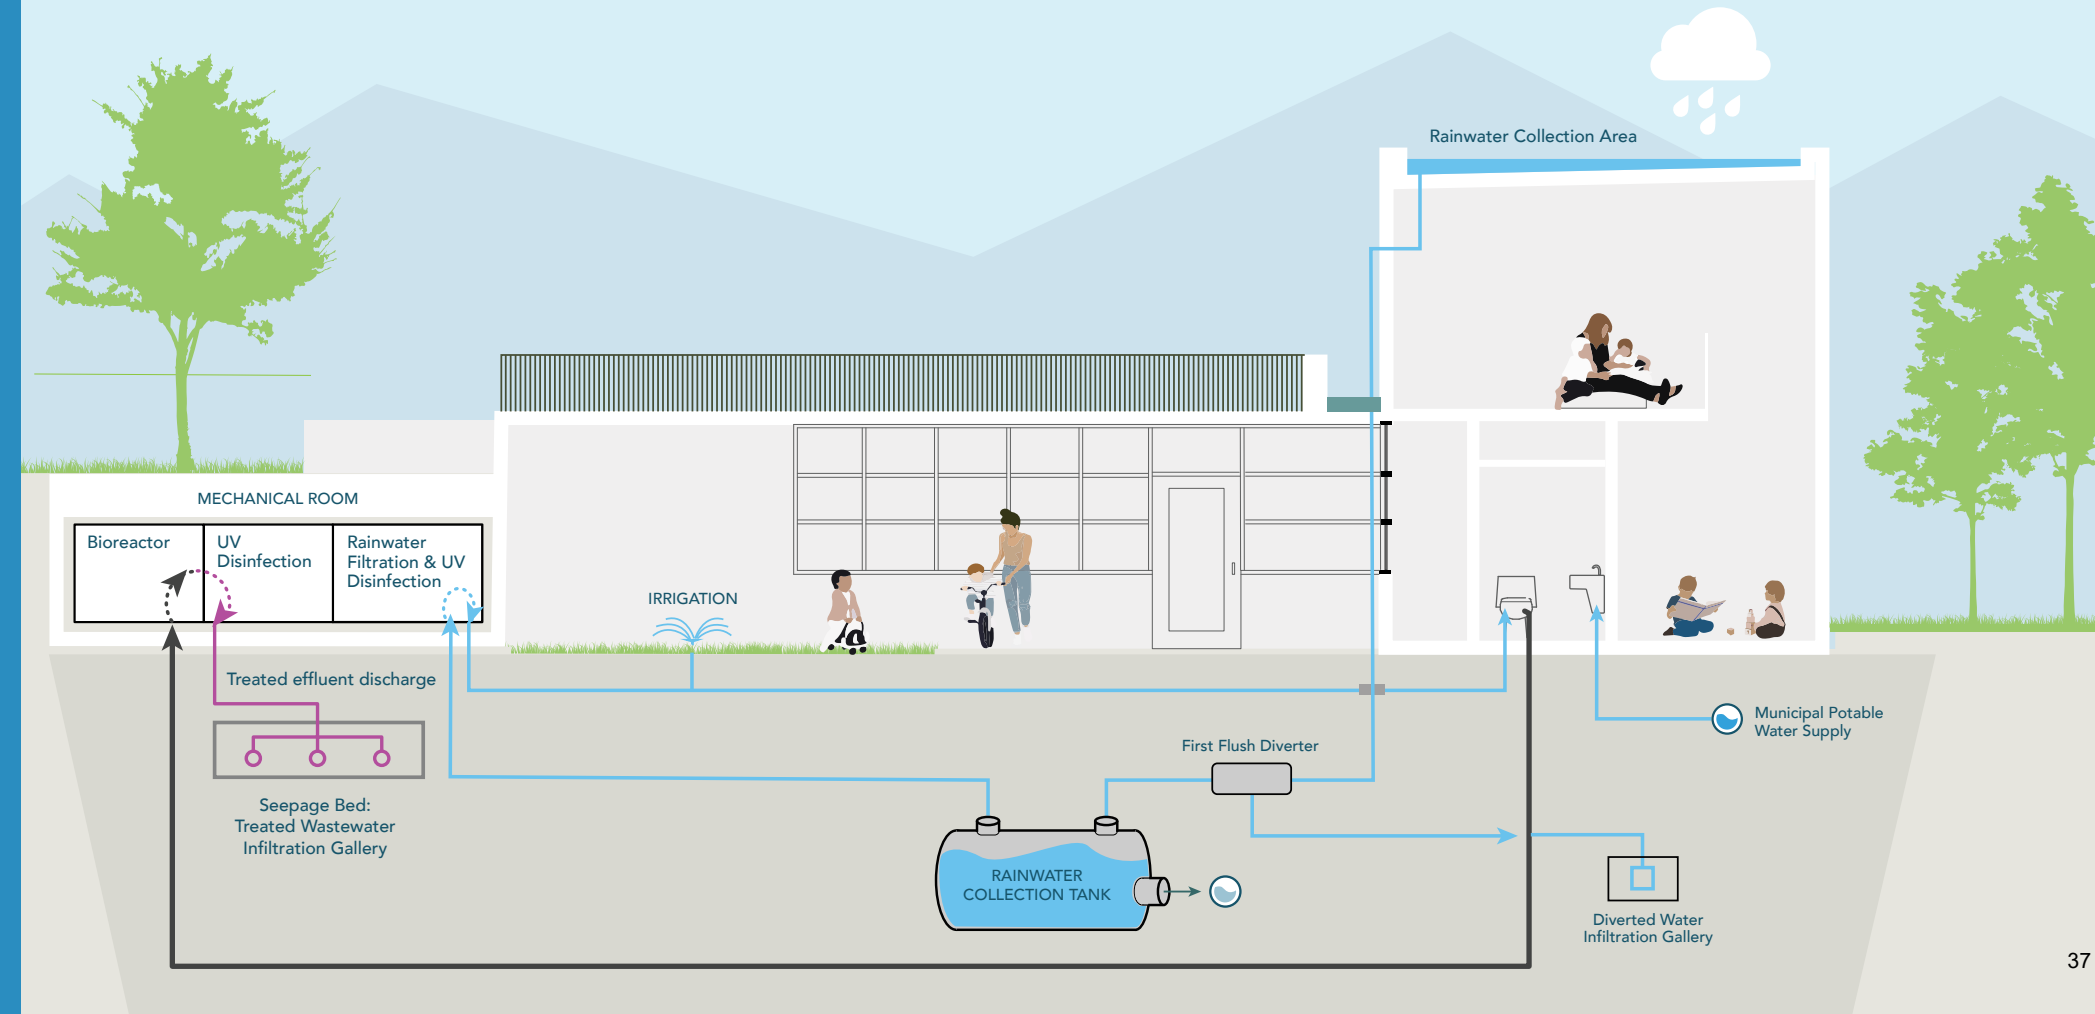 Rainwater Collection Area
MECHANICAL ROOM
Bioreactor
UV
Disinfection
Rainwater
Filtration & UV
Disinfection
IRRIGATION
Treated effluent discharge
Municipal Potable
Water Supply
First Flush Diverter
Seepage Bed:
Treated Wastewater
Infiltration Gallery
RAINWATER
COLLECTION TANK
Diverted Water
Infiltration Gallery
37